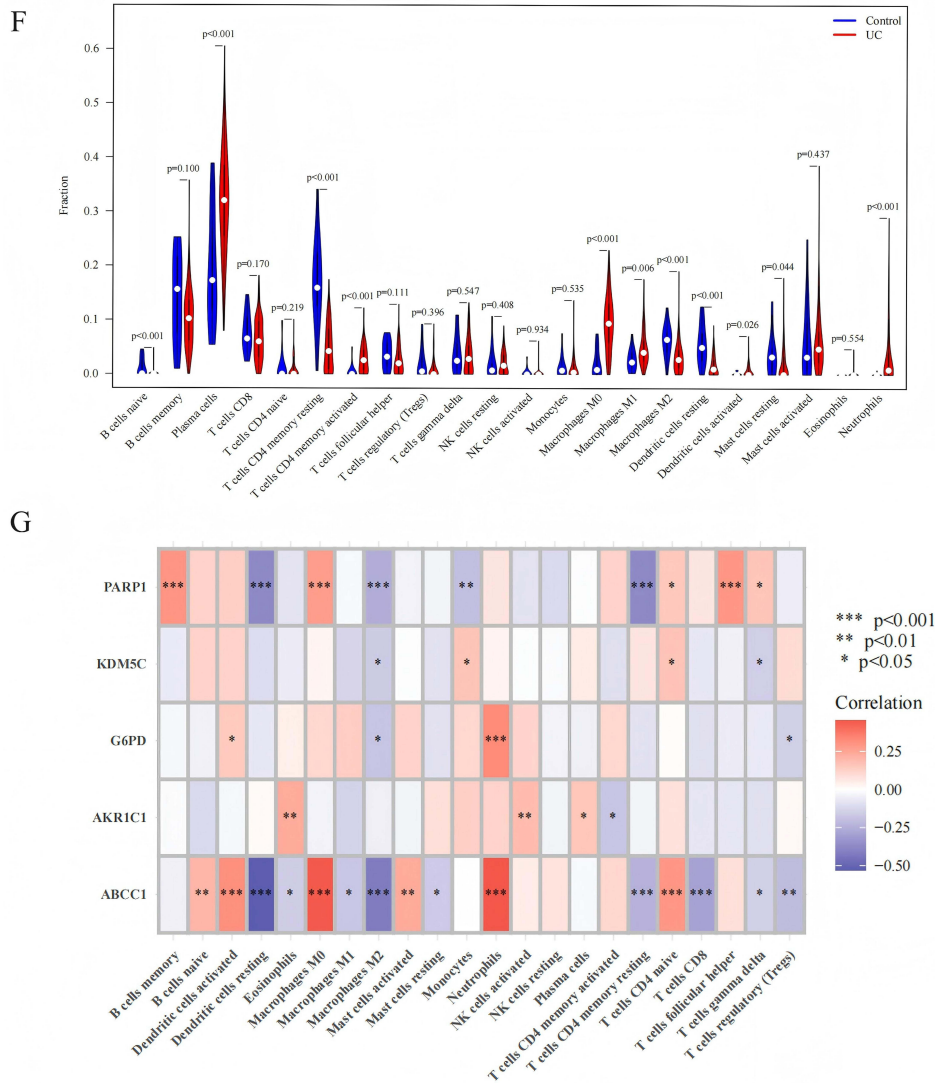 F
Control
UC
Fraction
0.6
0.5
0.4
0.3
0.2
0.1
0.0
p<0.001
p=0.100
p<0.001
p=0.170
p=0.219
p<0.001
p<0.001
p=0.111
p=0.396
p=0.547
p=0.408
p=0.934
p=0.535
p<0.001
p=0.006
p<0.001
p<0.001
p=0.026
p=0.044
p=0.437
p=0.554
p<0.001
B cells naive
B cells memory
Plasma cells
T cells CD8
T cells CD4 naive
T cells CD4 memory resting
T cells CD4 memory activated
T cells follicular helper
T cells regulatory (Tregs)
T cells gamma delta
NK cells resting
NK cells activated
Monocytes
Macrophages M0
Macrophages M1
Macrophages M2
Dendritic cells resting
Dendritic cells activated
Mast cells resting
Mast cells activated
Eosinophils
Neutrophils
G
PARP1 *** *** *** *** ** *** * *** *
KDM5C * * * *
G6PD * * *** *
AKR1C1 ** ** * *
ABCC1 ** *** *** * *** * *** ** * *** *** *** *** * **
*** p<0.001
** p<0.01
* p<0.05
Correlation
0.25
0.00
−0.25
−0.50
B cells memory
B cells naive
Dendritic cells activated
Dendritic cells resting
Eosinophils
Macrophages M0
Macrophages M1
Macrophages M2
Mast cells activated
Mast cells resting
Monocytes
Neutrophils
NK cells activated
NK cells resting
Plasma cells
T cells CD4 memory activated
T cells CD4 memory resting
T cells CD4 naive
T cells CD8
T cells follicular helper
T cells gamma delta
T cells regulatory (Tregs)